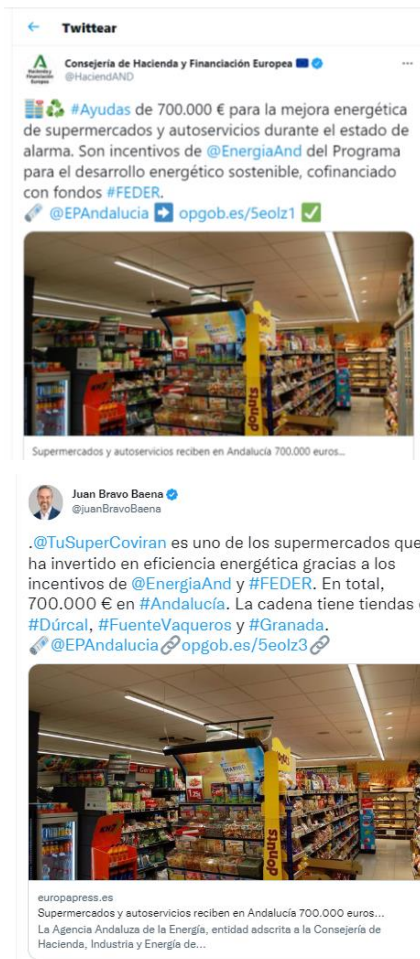 ← Twittear
Consejería de Hacienda y Financiación Europea
@HaciendAND
#Ayudas de 700.000 € para la mejora energética
de supermercados y autoservicios durante el estado de
alarma. Son incentivos de @EnergiaAnd del Programa
para el desarrollo energético sostenible, cofinanciado
con fondos #FEDER.
@EPAndalucia ➡ opgob.es/5eolz1 ✅
donuts
Supermercados y autoservicios reciben en Andalucía 700.000 euros...
Juan Bravo Baena
@juanBravoBaena
.@TuSuperCoviran es uno de los supermercados que
ha invertido en eficiencia energética gracias a los
incentivos de @EnergiaAnd y #FEDER. En total,
700.000 € en #Andalucía. La cadena tiene tiendas
#Dúrcal, #FuenteVaqueros y #Granada.
@EPAndalucia opgob.es/5eolz3
donuts
europapress.es
Supermercados y autoservicios reciben en Andalucía 700.000 euros...
La Agencia Andaluza de la Energía, entidad adscrita a la Consejería de
Hacienda, Industria y Energía de...